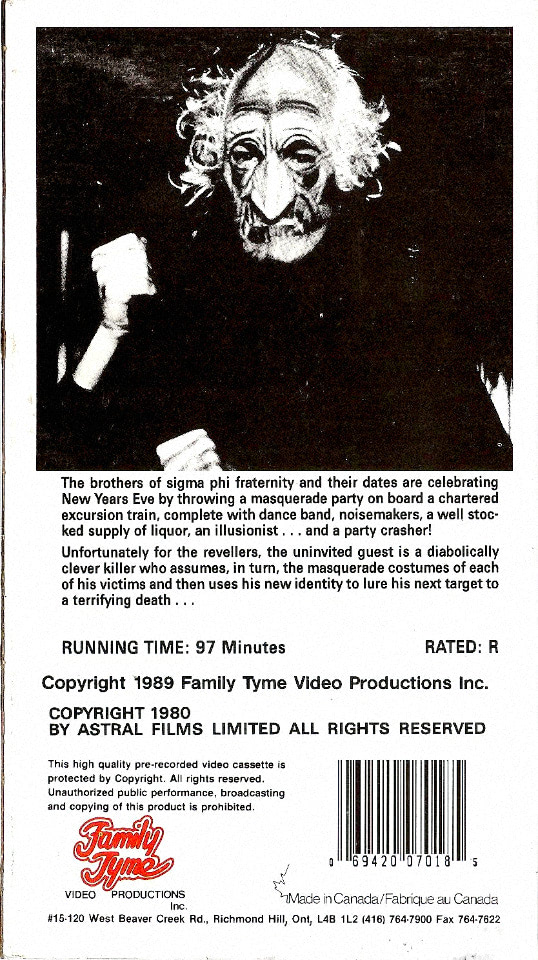 The brothers of sigma phi fraternity and their dates are celebrating
New Years Eve by throwing a masquerade party on board a chartered
excursion train, complete with dance band, noisemakers, a well stoc-
ked supply of liquor, an illusionist . . . and a party crasher!
Unfortunately for the revellers, the uninvited guest is a diabolically
clever killer who assumes, in turn, the masquerade costumes of each
of his victims and then uses his new identity to lure his next target to
a terrifying death . . .
RUNNING TIME: 97 Minutes RATED: R
Copyright 1989 Family Tyme Video Productions Inc.
COPYRIGHT 1980
BY ASTRAL FILMS LIMITED ALL RIGHTS RESERVED
This high quality pre-recorded video cassette is
protected by Copyright. All rights reserved.
Unauthorized public performance, broadcasting
and copying of this product is prohibited.
Family
Tyme
VIDEO PRODUCTIONS
Inc.
0 69420 07018 5
Made in Canada/Fabrique au Canada
#15-120 West Beaver Creek Rd., Richmond Hill, Ont, L4B 1L2 (416) 764-7900 Fax 764-7622